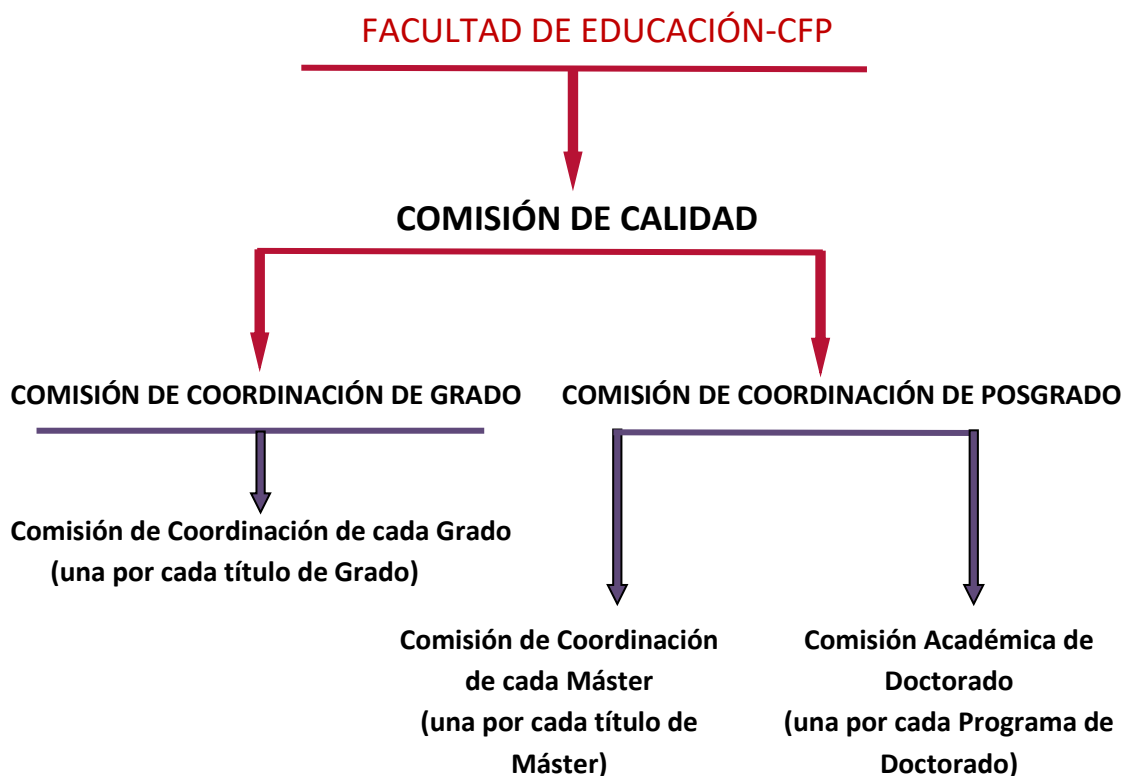 FACULTAD DE EDUCACIÓN-CFP
COMISIÓN DE CALIDAD
COMISIÓN DE COORDINACIÓN DE GRADO
COMISIÓN DE COORDINACIÓN DE POSGRADO
Comisión de Coordinación de cada Grado
(una por cada título de Grado)
Comisión de Coordinación
de cada Máster
(una por cada título de
Máster)
Comisión Académica de
Doctorado
(una por cada Programa de
Doctorado)